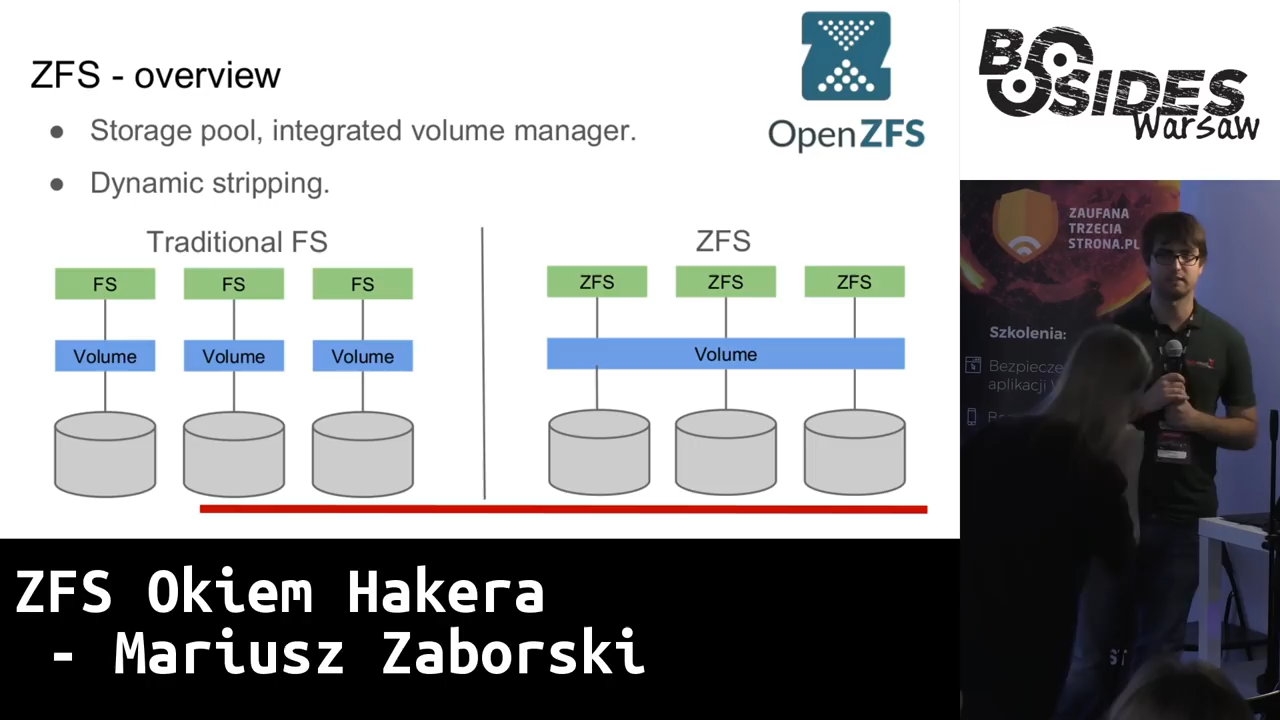 ZFS - overview
● Storage pool, integrated volume manager.
● Dynamic stripping.
OpenZFS
Traditional FS
FS FS FS
Volume Volume Volume
ZFS
ZFS ZFS ZFS
Volume
ZFS Okiem Hakera
- Mariusz Zaborski
BSIDES
Warsaw
ZAUFANA
TRZECIA
STRONA.PL
Szkolenia:
aplikacji